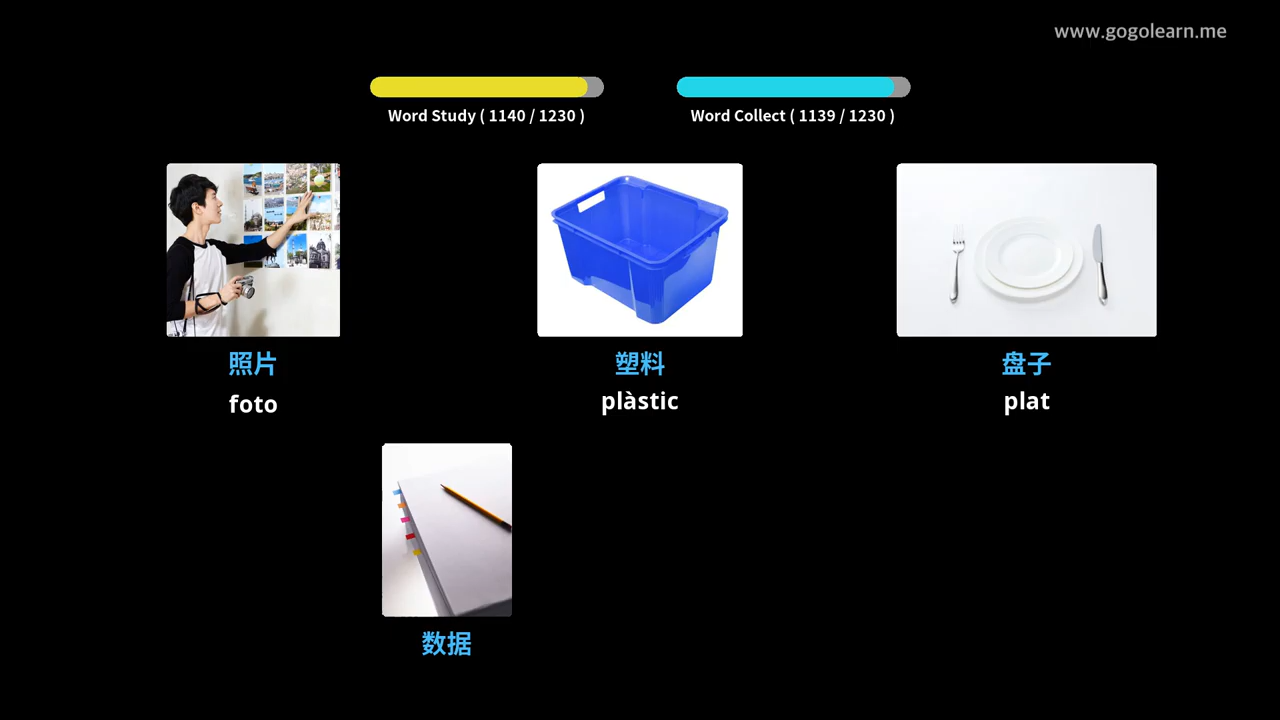 www.gogolearn.me
Word Study ( 1140 / 1230 )
Word Collect ( 1139 / 1230 )
照片
foto
塑料
plàstic
盘子
plat
数据